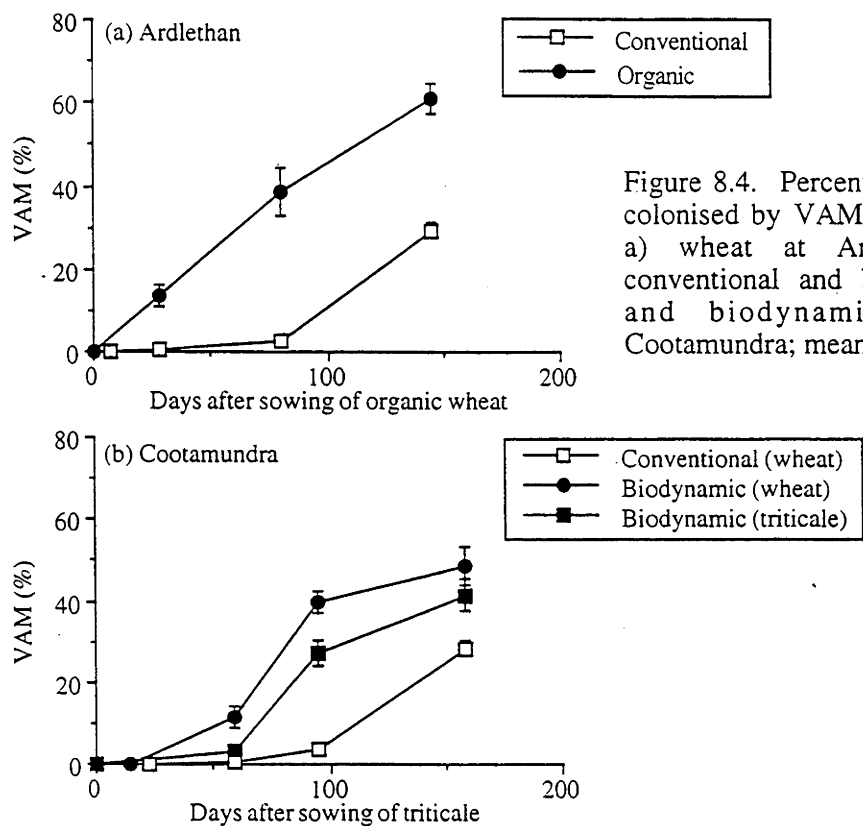 80
(a) Ardlethan
60
40
20
0
VAM (%)
0 100 200
Days after sowing of organic wheat
Conventional
Organic
Figure 8.4. Percent
colonised by VAM
a) wheat at Ar
conventional and
and biodynami
Cootamundra; mean
80
(b) Cootamundra
60
40
20
0
VAM (%)
0 100 200
Days after sowing of triticale
Conventional (wheat)
Biodynamic (wheat)
Biodynamic (triticale)